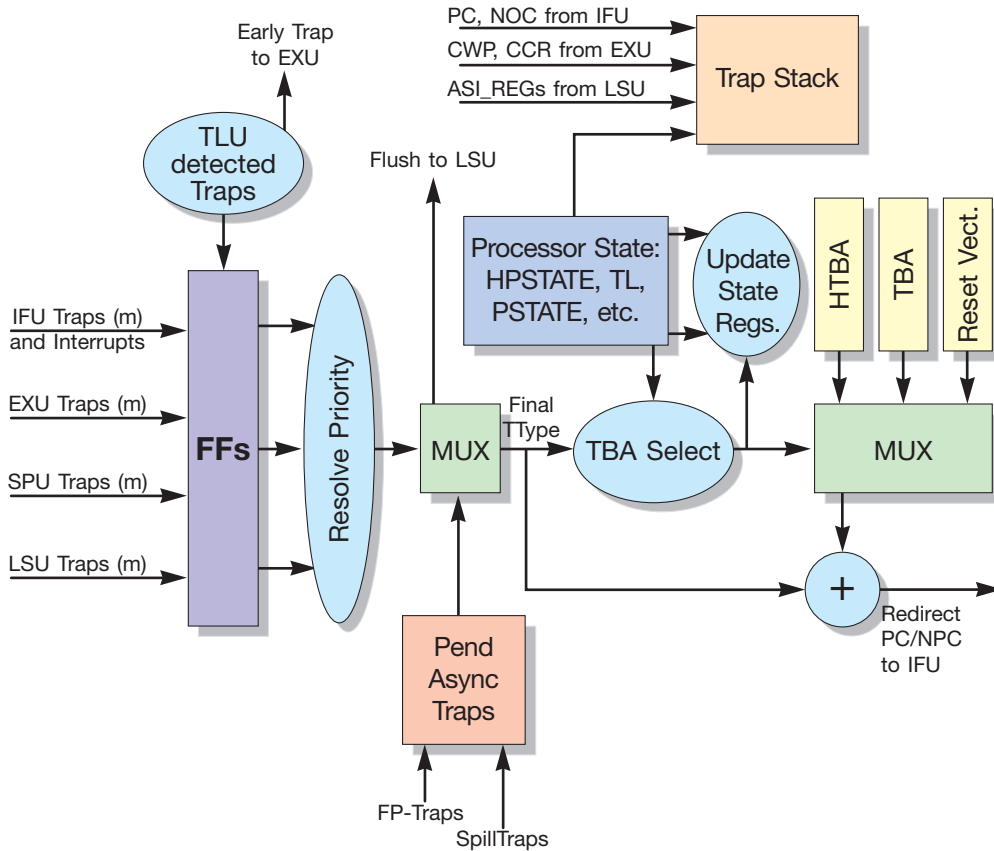 PC, NOC from IFU
Early Trap
to EXU
CWP, CCR from EXU
Trap Stack
ASI_REGs from LSU
TLU
detected
Traps
Flush to LSU
Processor State:
HPSTATE, TL,
PSTATE, etc.
Update
State
Regs.
HTBA
TBA
Reset Vect.
IFU Traps (m)
and Interrupts
EXU Traps (m)
SPU Traps (m)
LSU Traps (m)
FFs
Resolve Priority
MUX
Final
TType
TBA Select
MUX
+
Redirect
PC/NPC
to IFU
Pend
Async
Traps
FP-Traps
SpillTraps